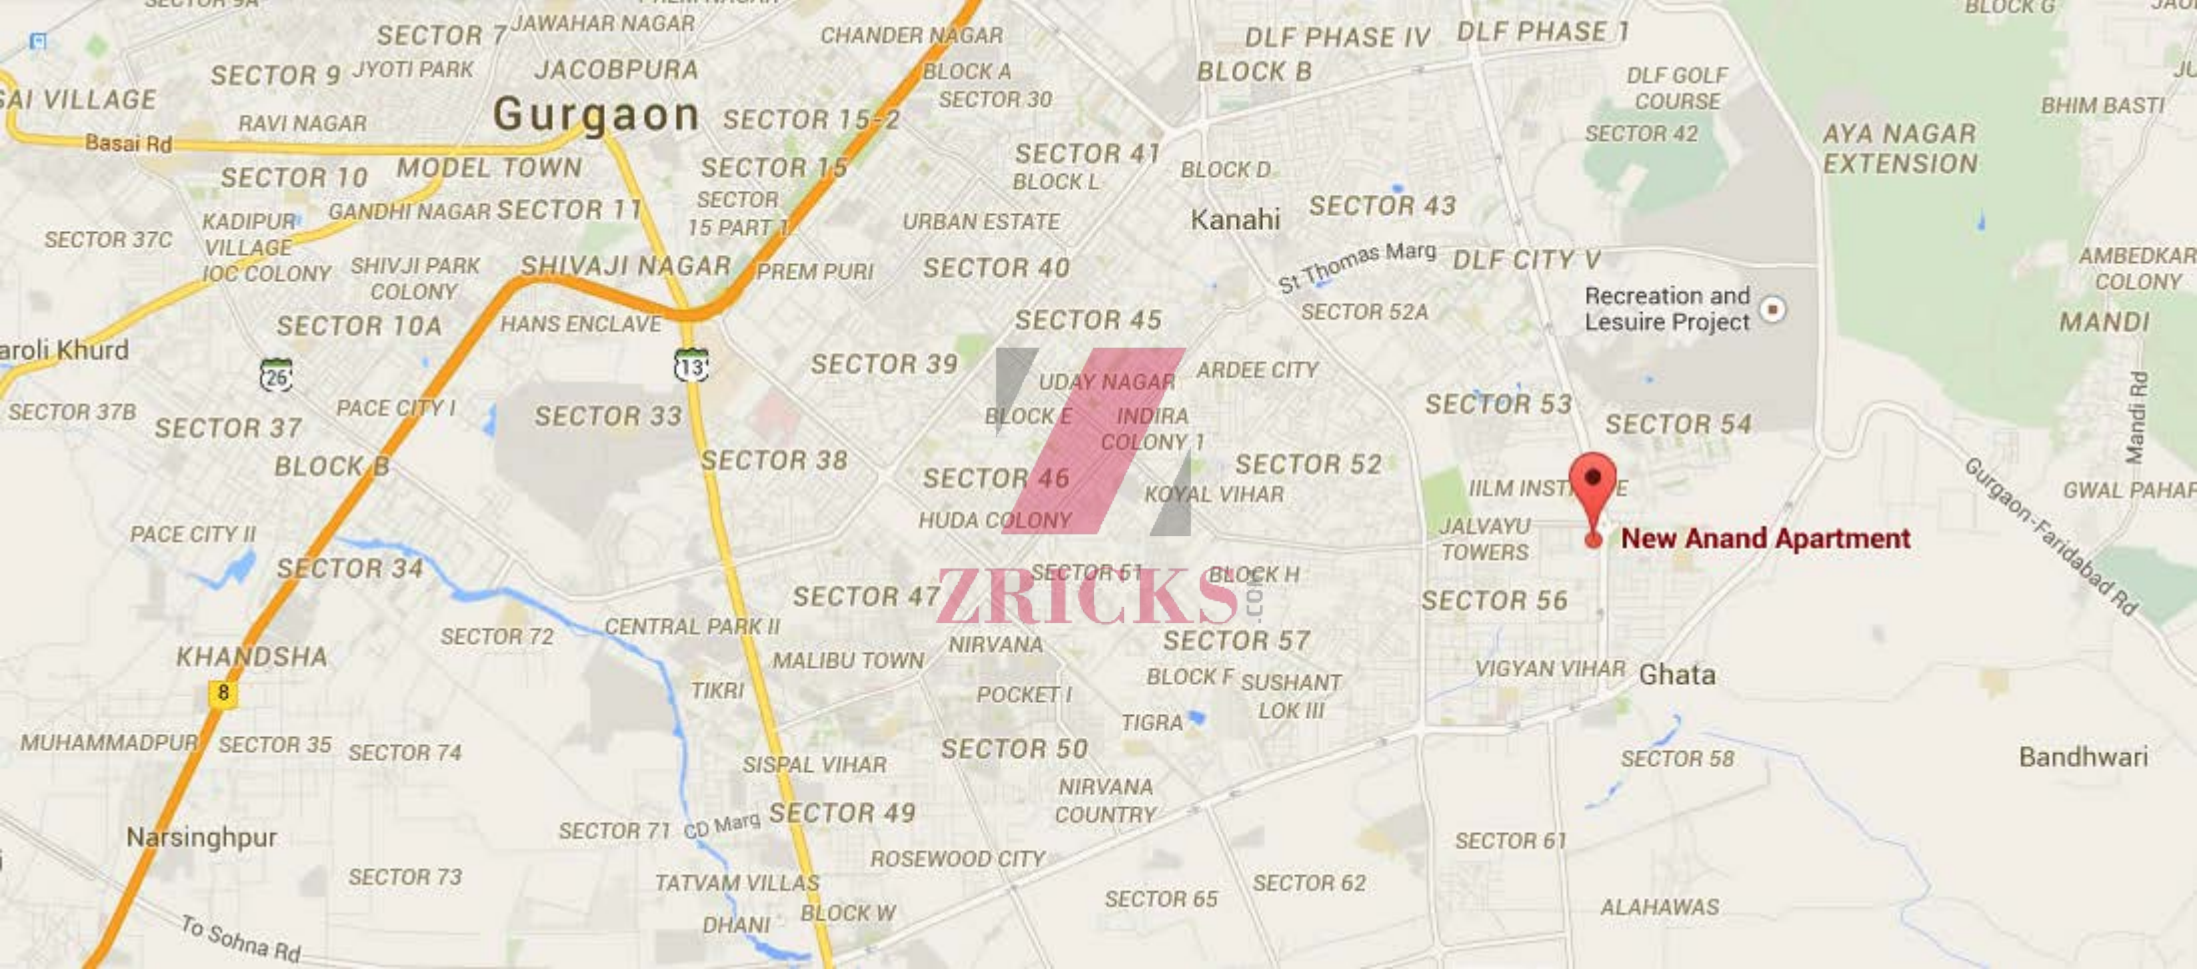 SECTOR 9A
PREM NAGAR
BLOCK G
SECTOR 7
JAWAHAR NAGAR
CHANDER NAGAR
DLF PHASE IV
DLF PHASE 1
SECTOR 9
JYOTI PARK
JACOBPURA
BLOCK A
BLOCK B
DLF GOLF
COURSE
SAI VILLAGE
Gurgaon
SECTOR 30
BHIM BASTI
RAVI NAGAR
SECTOR 15-2
SECTOR 42
AYA NAGAR
EXTENSION
Basai Rd
MODEL TOWN
SECTOR 15
SECTOR 41
BLOCK L
BLOCK D
SECTOR 10
SECTOR
15 PART 1
SECTOR 43
KADIPUR
VILLAGE
GANDHI NAGAR
SECTOR 11
URBAN ESTATE
Kanahi
SECTOR 37C
IOC COLONY
SHIVJI PARK
COLONY
SHIVAJI NAGAR
PREM PURI
SECTOR 40
St Thomas Marg
DLF CITY V
AMBEDKAR
COLONY
Recreation and
Lesuire Project
SECTOR 10A
HANS ENCLAVE
SECTOR 45
SECTOR 52A
MANDI
aroli Khurd
26
13
SECTOR 39
UDAY NAGAR
ARDEE CITY
Mandi Rd
SECTOR 37B
PACE CITY I
SECTOR 33
BLOCK E
INDIRA
COLONY 1
SECTOR 53
SECTOR 54
SECTOR 37
BLOCK B
SECTOR 38
SECTOR 46
SECTOR 52
KOYAL VIHAR
GWAL PAHAR
Gurgaon-Faridabad Rd
HUDA COLONY
JALVAYU
TOWERS
New Anand Apartment
PACE CITY II
SECTOR 34
SECTOR 51
BLOCK H
ZRICKS
.COM
SECTOR 47
SECTOR 56
SECTOR 72
CENTRAL PARK II
NIRVANA
SECTOR 57
KHANDSHA
MALIBU TOWN
BLOCK F
SUSHANT
LOK III
VIGYAN VIHAR
Ghata
8
TIKRI
POCKET I
TIGRA
MUHAMMADPUR
SECTOR 35
SECTOR 74
SECTOR 50
SISPAL VIHAR
SECTOR 58
Bandhwari
NIRVANA
COUNTRY
Narsinghpur
SECTOR 71
CD Marg
SECTOR 49
SECTOR 61
ROSEWOOD CITY
SECTOR 73
TATVAM VILLAS
SECTOR 65
SECTOR 62
DHANI
BLOCK W
ALAHAWAS
To Sohna Rd